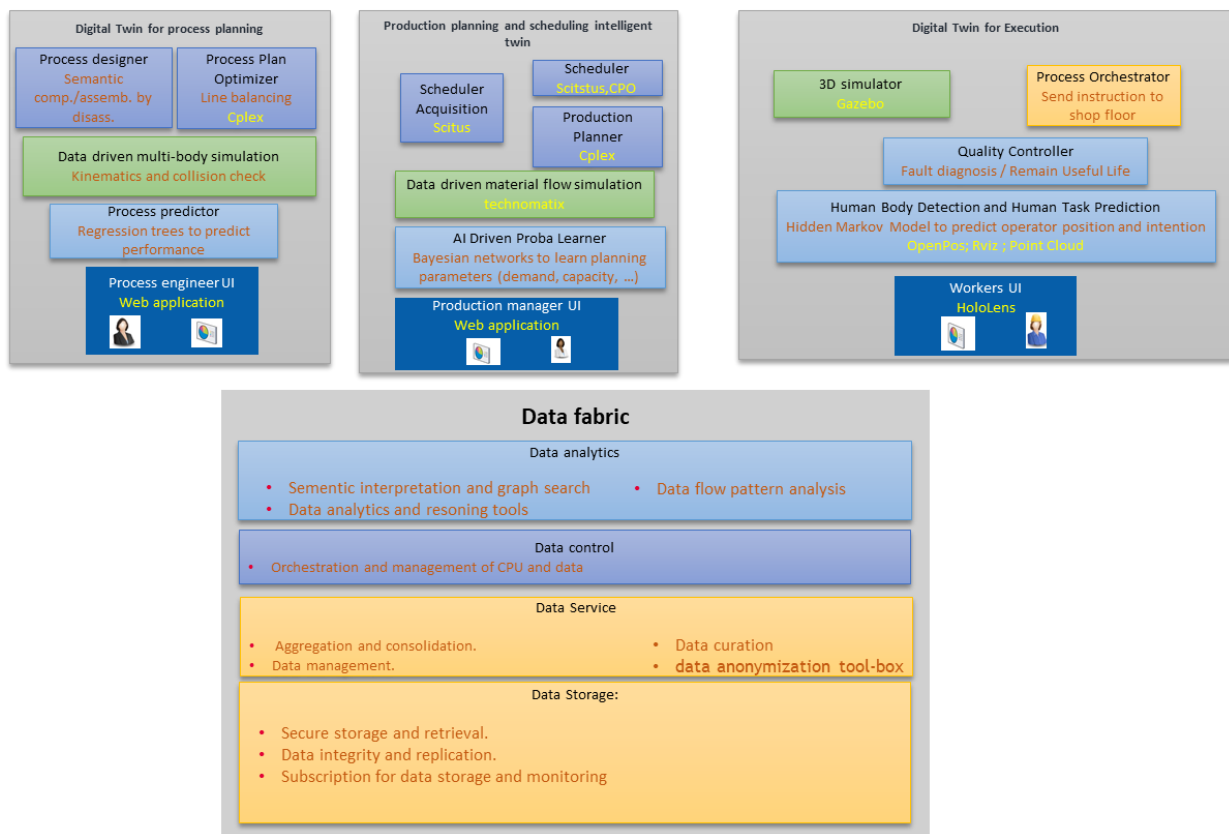 Digital Twin for process planning
Process designer
Semantic
comp./assemb. by
disass.
Process Plan
Optimizer
Line balancing
Cplex
Data driven multi-body simulation
Kinematics and collision check
Process predictor
Regression trees to predict
performance
Process engineer UI
Web application
Production planning and scheduling intelligent
twin
Scheduler
Acquisition
Scitus
Scheduler
Scitstus,CPO
Production
Planner
Cplex
Data driven material flow simulation
technomatix
AI Driven Proba Learner
Bayesian networks to learn planning
parameters (demand, capacity, …)
Production manager UI
Web application
Digital Twin for Execution
3D simulator
Gazebo
Process Orchestrator
Send instruction to
shop floor
Quality Controller
Fault diagnosis / Remain Useful Life
Human Body Detection and Human Task Prediction
Hidden Markov Model to predict operator position and intention
OpenPos; Rviz ; Point Cloud
Workers UI
HoloLens
Data fabric
Data analytics
• Sementic interpretation and graph search
• Data analytics and resoning tools
• Data flow pattern analysis
Data control
• Orchestration and management of CPU and data
Data Service
• Aggregation and consolidation.
• Data management.
• Data curation
• data anonymization tool-box
Data Storage:
• Secure storage and retrieval.
• Data integrity and replication.
• Subscription for data storage and monitoring